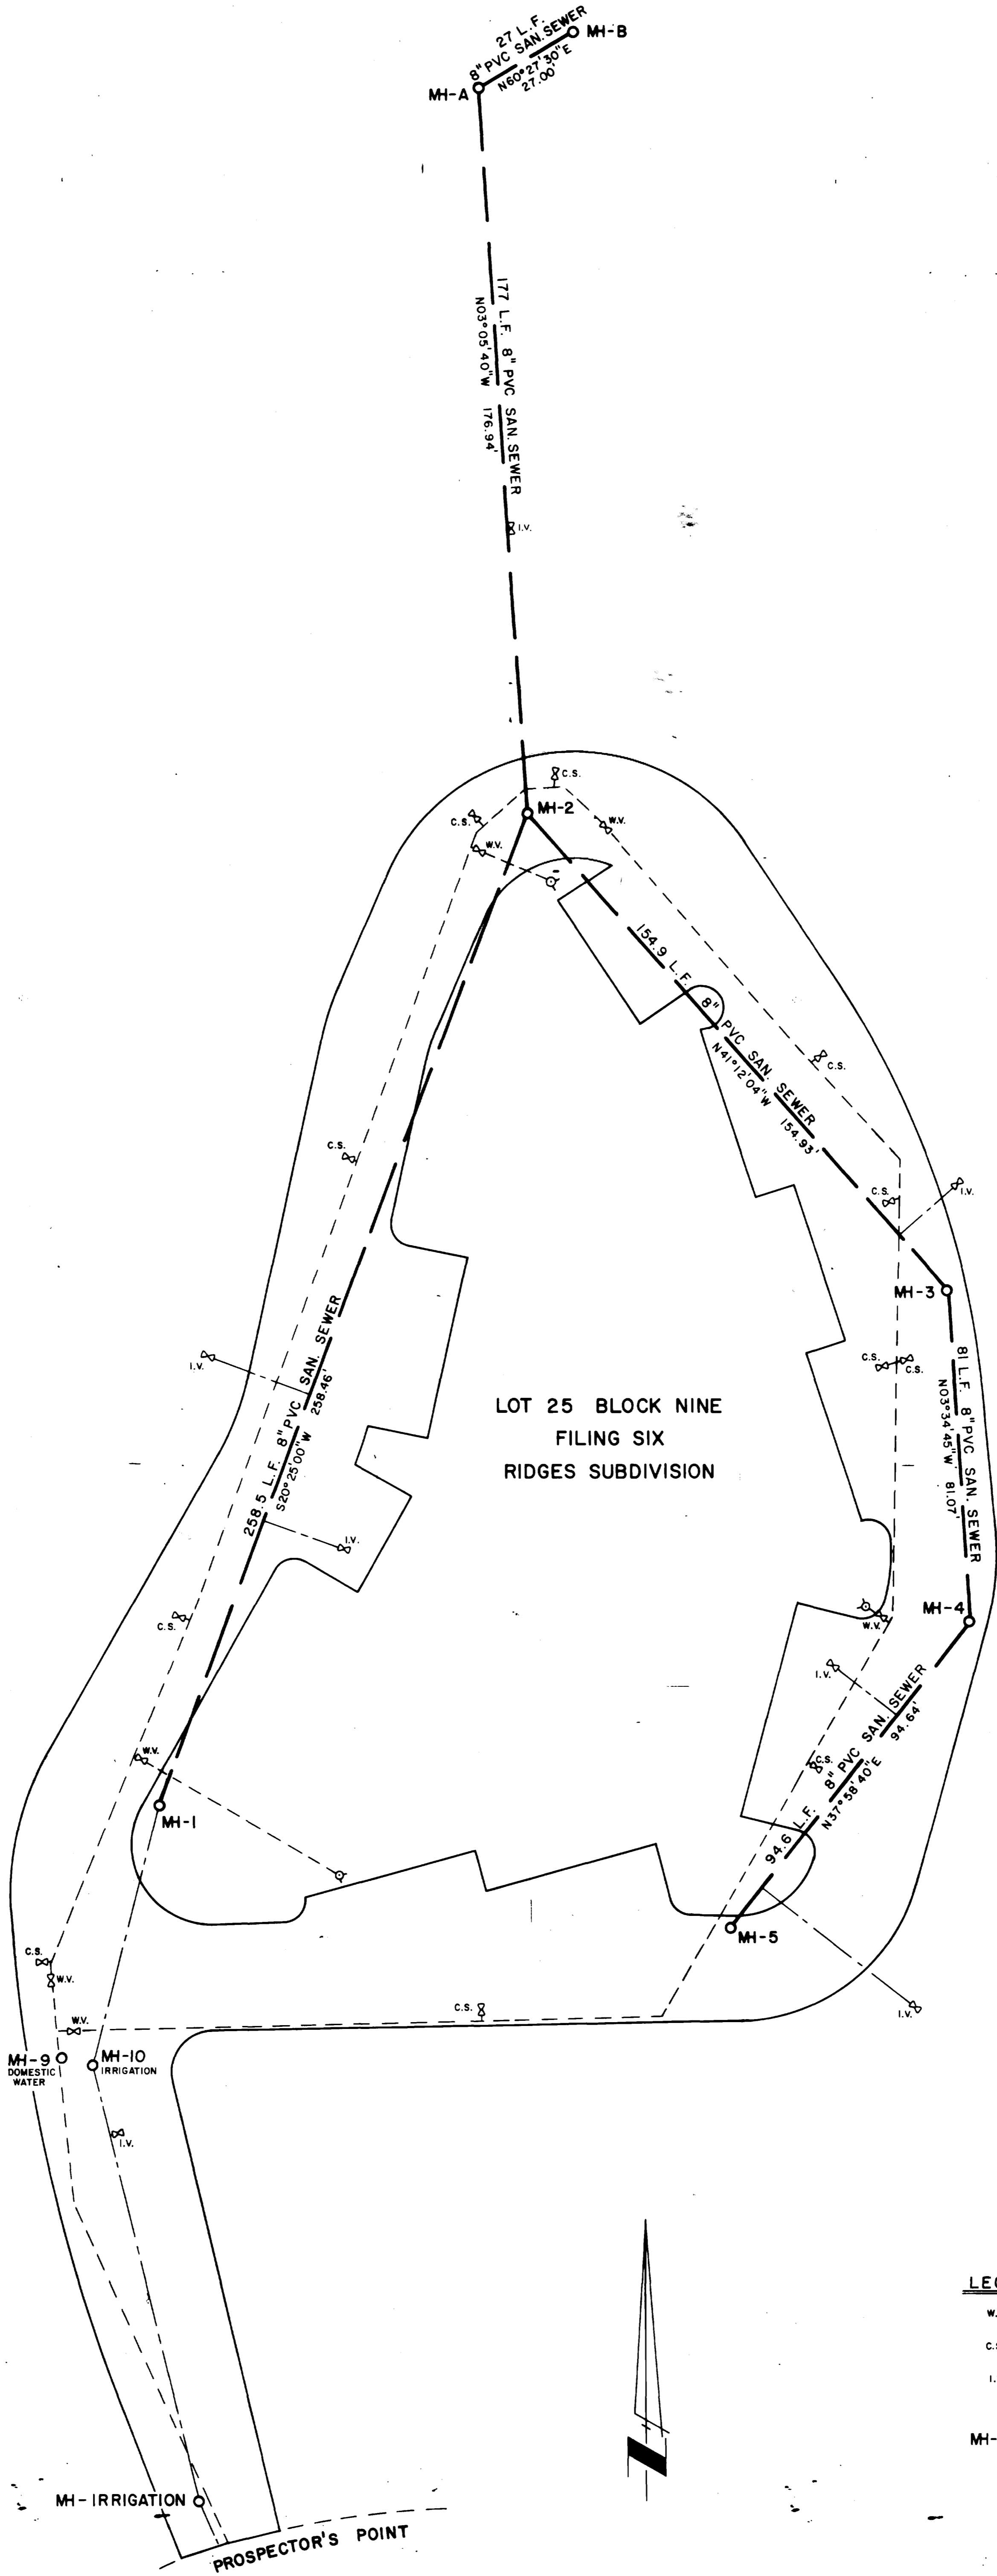 27 L.F.
8" PVC SAN. SEWER
MH-B
N60°27'30"E
27.00'
MH-A
177 L.F. 8" PVC SAN. SEWER
N03°05'40"W 176.94'
I.V.
C.S.
MH-2
C.S.
W.V.
W.V.
154.9 L.F. 8" PVC SAN. SEWER
N41°12'04"W 154.93'
C.S.
C.S.
C.S.
I.V.
MH-3
258.5 L.F. 8" PVC SAN. SEWER
S20°25'00"W 258.46'
I.V.
C.S.
C.S.
81 L.F. 8" PVC SAN. SEWER
N03°34'45"W 81.07'
LOT 25 BLOCK NINE
FILING SIX
RIDGES SUBDIVISION
I.V.
MH-4
C.S.
W.V.
I.V.
94.6 L.F. 8" PVC SAN. SEWER
N37°58'40"E 94.64'
W.V.
C.S.
MH-1
MH-5
C.S.
W.V.
C.S.
I.V.
W.V.
MH-9
DOMESTIC
WATER
MH-10
IRRIGATION
I.V.
MH-IRRIGATION
PROSPECTOR'S POINT
MH-